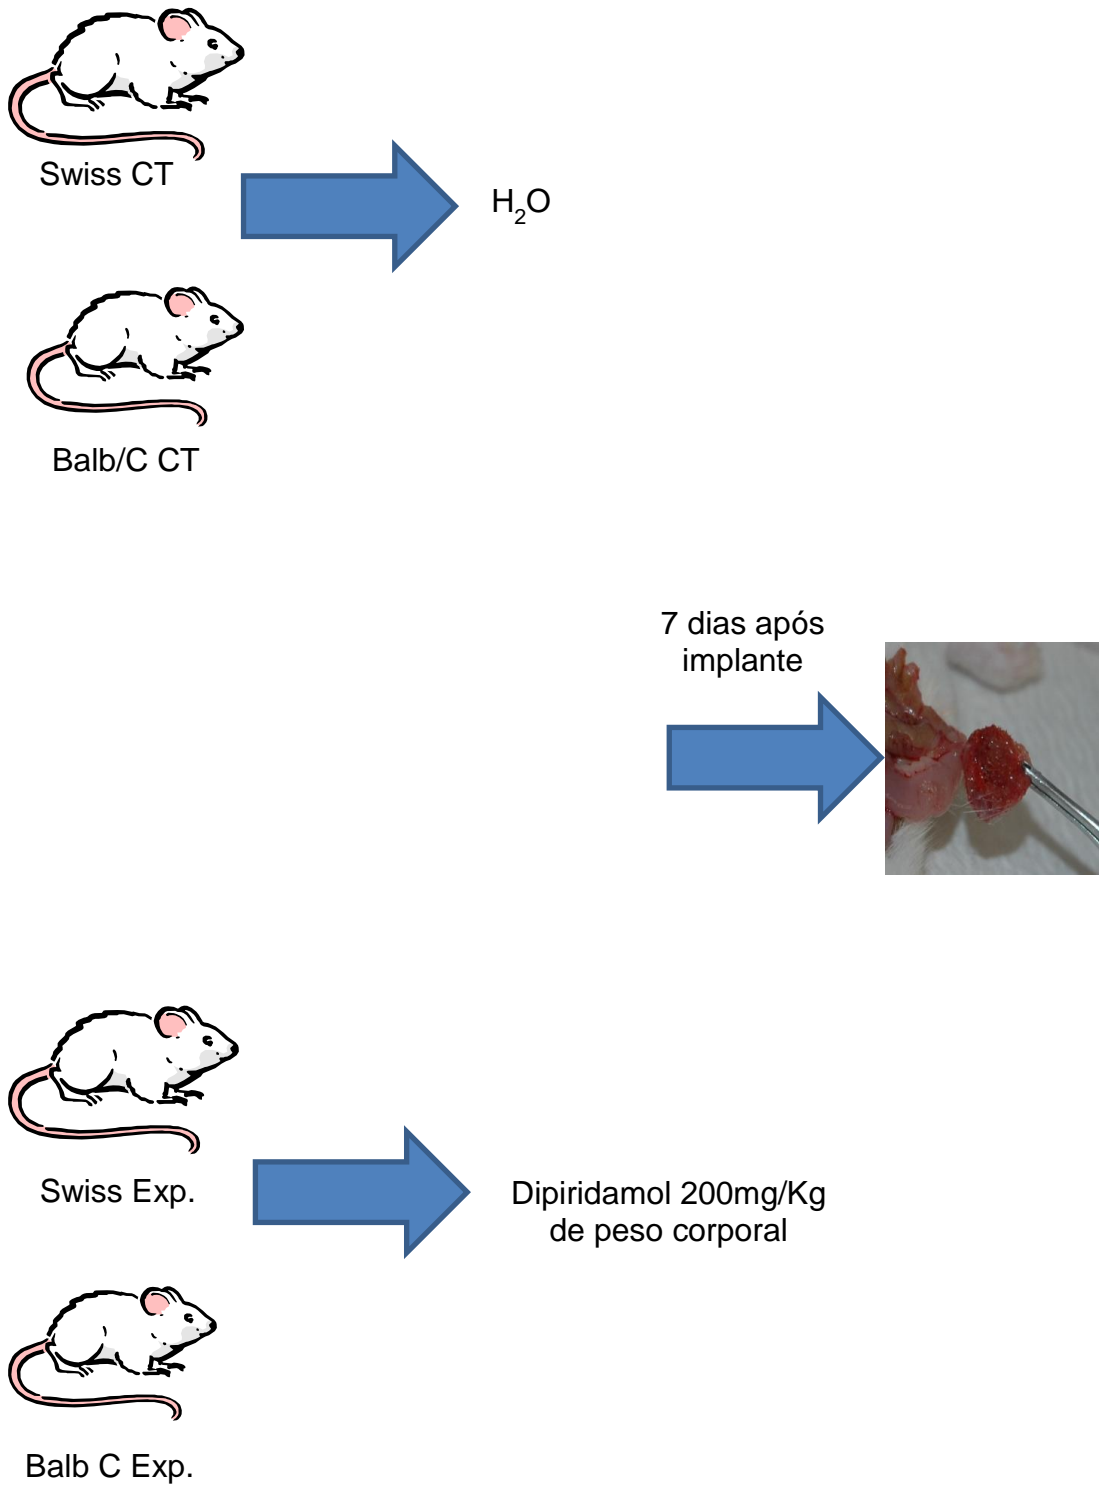 Swiss CT
H₂O
Balb/C CT
7 dias após
implante
Swiss Exp.
Dipiridamol 200mg/Kg
de peso corporal
Balb C Exp.